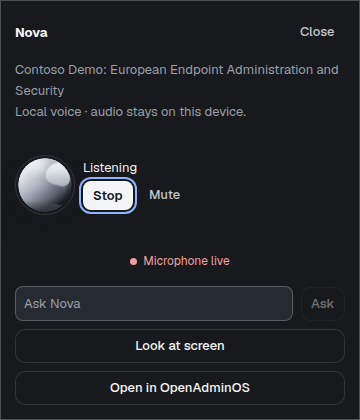 Nova
Close
Contoso Demo: European Endpoint Administration and
Security
Local voice · audio stays on this device.
Listening
Stop
Mute
Microphone live
Ask Nova
Ask
Look at screen
Open in OpenAdminOS